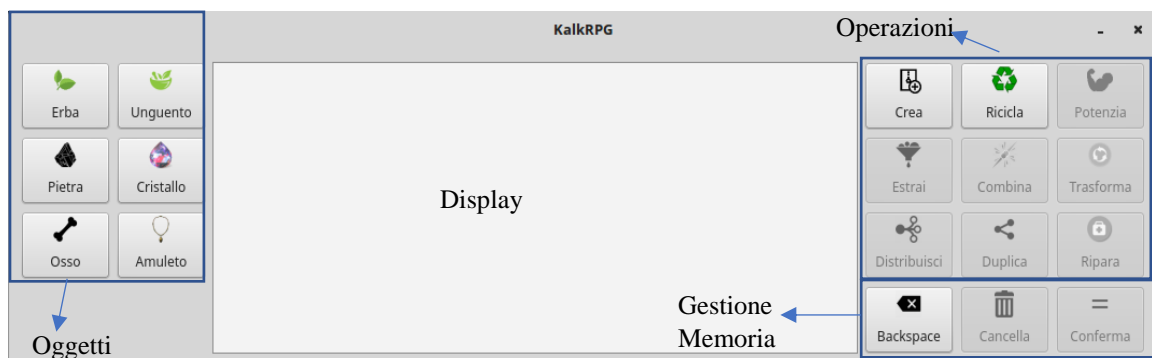 KalkRPG
Operazioni
Erba
Unguento
Crea
Ricicla
Potenzia
Pietra
Cristallo
Display
Estrai
Combina
Trasforma
Osso
Amuleto
Distribuisci
Duplica
Ripara
Gestione
Memoria
Backspace
Cancella
Conferma
Oggetti